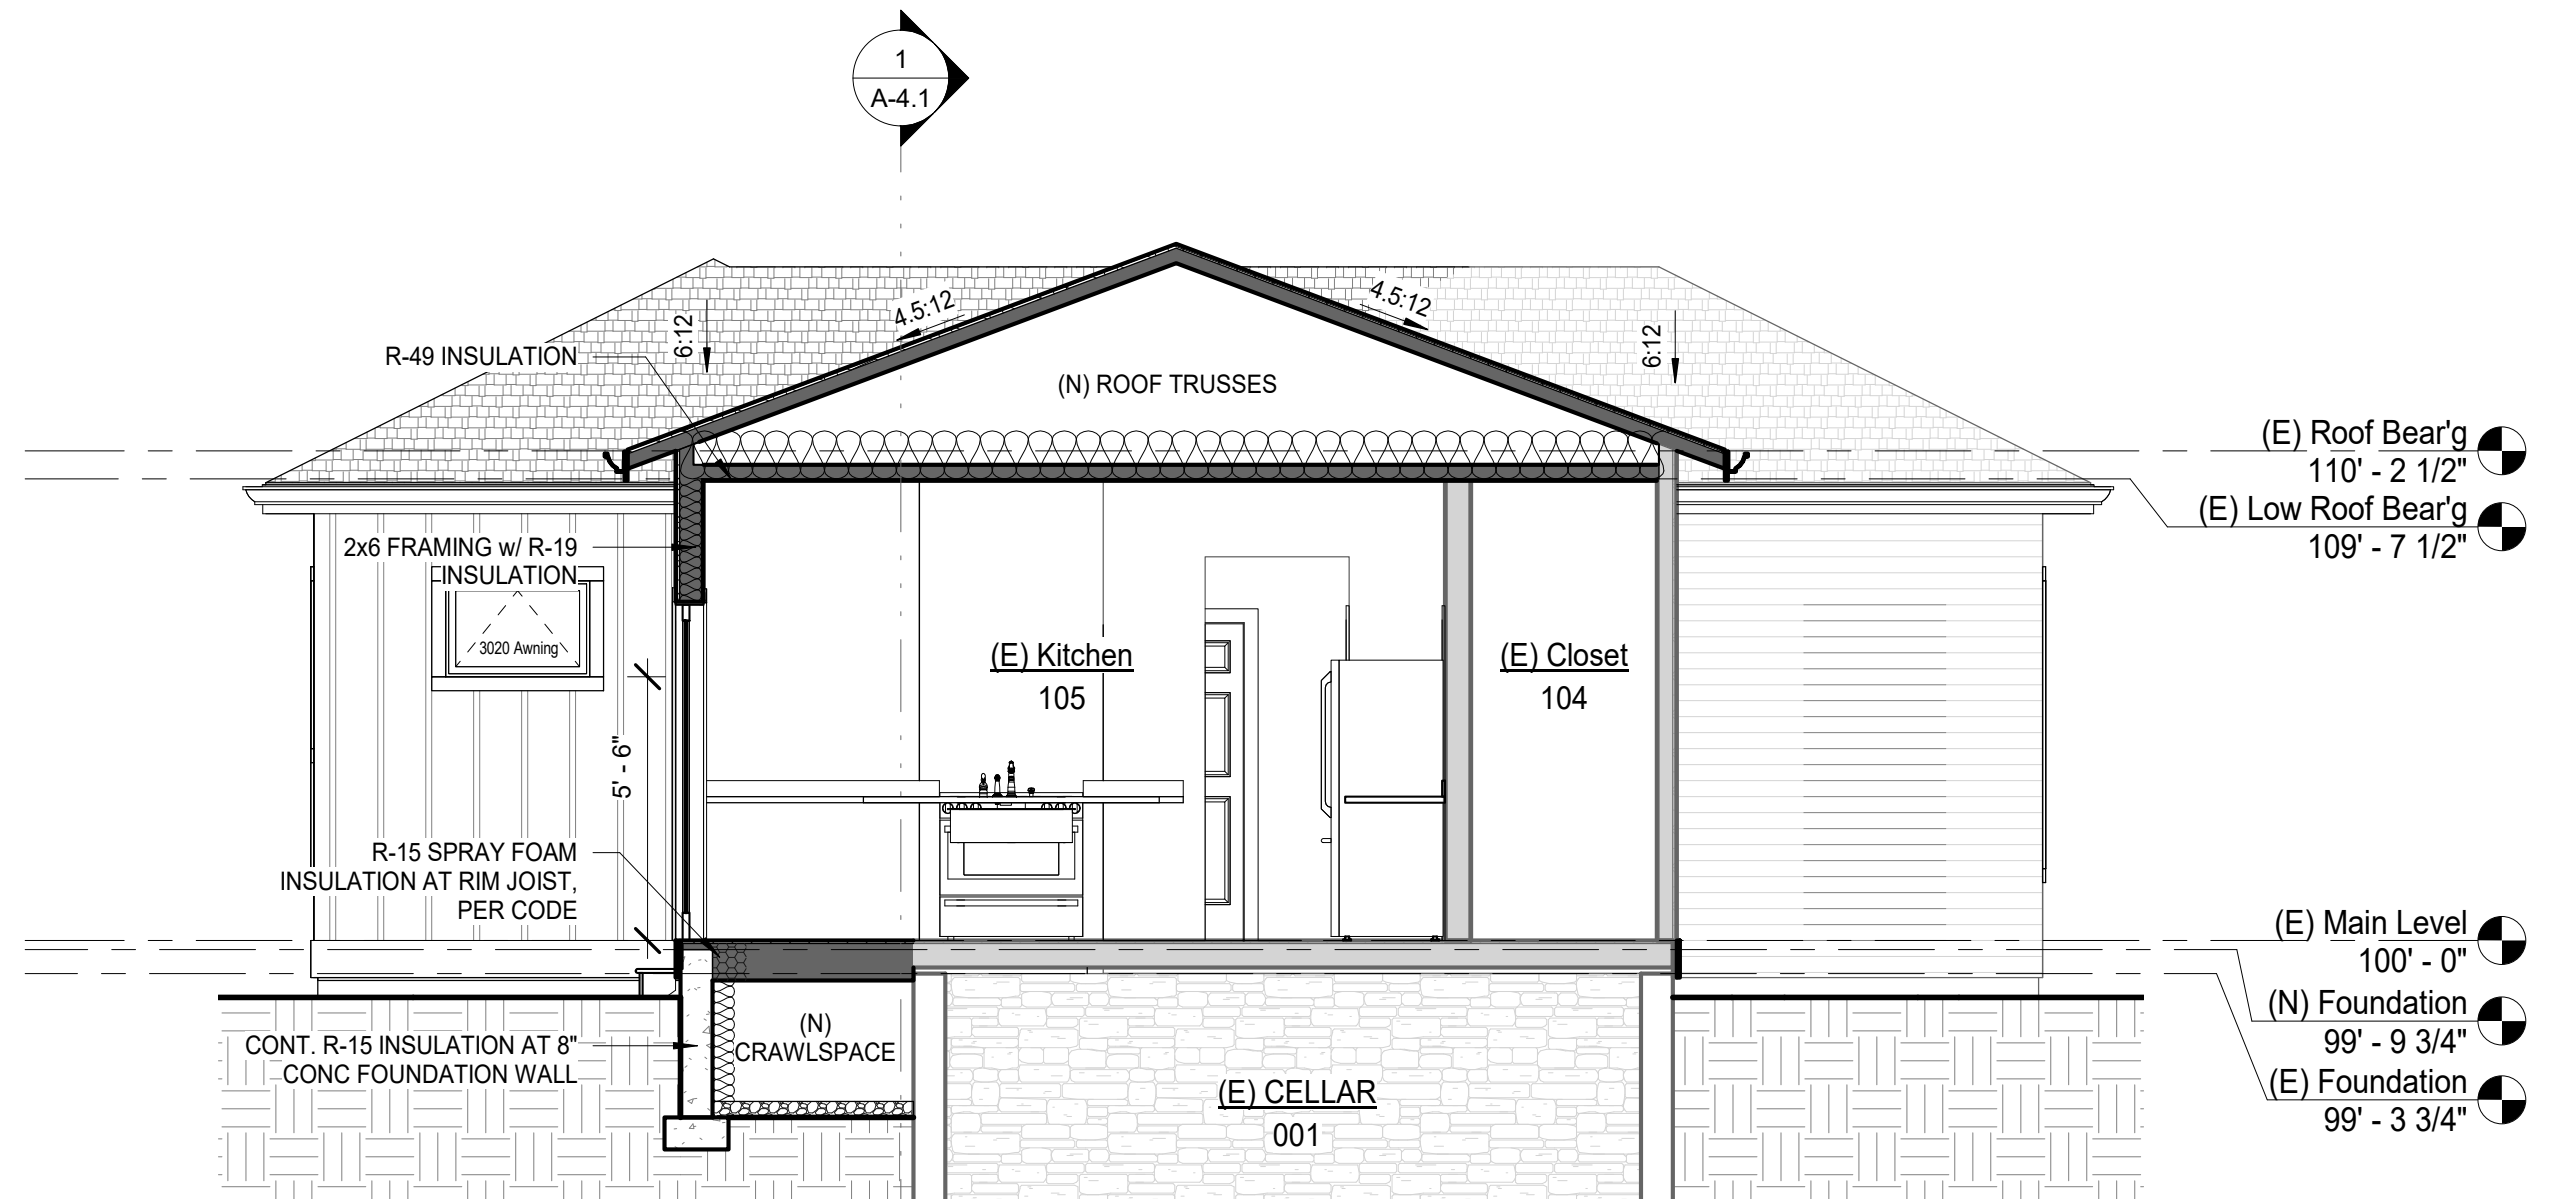 1
A-4.1
4.5:12
4.5:12
6:12
6:12
R-49 INSULATION
(N) ROOF TRUSSES
(E) Roof Bear'g
110' - 2 1/2"
(E) Low Roof Bear'g
109' - 7 1/2"
2x6 FRAMING w/ R-19
INSULATION
3020 Awning
(E) Kitchen
105
(E) Closet
104
5' - 6"
R-15 SPRAY FOAM
INSULATION AT RIM JOIST,
PER CODE
(E) Main Level
100' - 0"
(N) Foundation
99' - 9 3/4"
(E) Foundation
99' - 3 3/4"
(N)
CRAWLSPACE
CONT. R-15 INSULATION AT 8"
CONC FOUNDATION WALL
(E) CELLAR
001